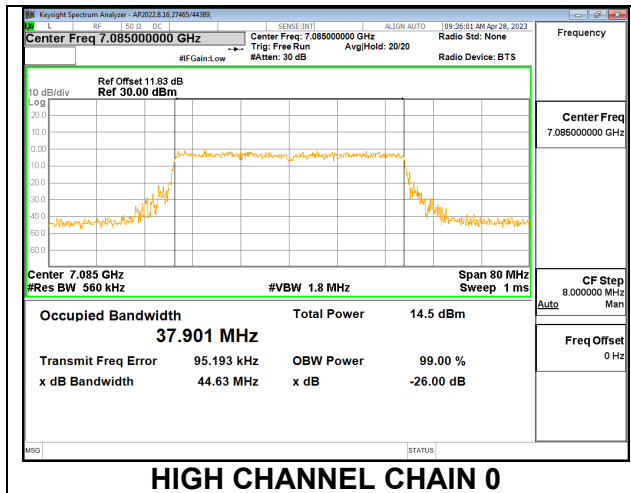 Keysight Spectrum Analyzer - AP2022.8.16,27465/44389,
L RF 50 Ω DC SENSE:INT ALIGN AUTO 09:36:01 AM Apr 28, 2023
Center Freq 7.085000000 GHz
Center Freq: 7.085000000 GHz
Radio Std: None
Trig: Free Run Avg|Hold: 20/20
#IFGain:Low
#Atten: 30 dB
Radio Device: BTS
Frequency
Ref Offset 11.83 dB
10 dB/div Ref 30.00 dBm
Log
20.0
10.0
0.00
-10.0
-20.0
-30.0
-40.0
-50.0
-60.0
Center Freq
7.085000000 GHz
Center 7.085 GHz Span 80 MHz
#Res BW 560 kHz #VBW 1.8 MHz Sweep 1 ms
CF Step
8.000000 MHz
Auto Man
Occupied Bandwidth Total Power 14.5 dBm
37.901 MHz
Transmit Freq Error 95.193 kHz OBW Power 99.00 %
x dB Bandwidth 44.63 MHz x dB -26.00 dB
Freq Offset
0 Hz
MSG STATUS
HIGH CHANNEL CHAIN 0